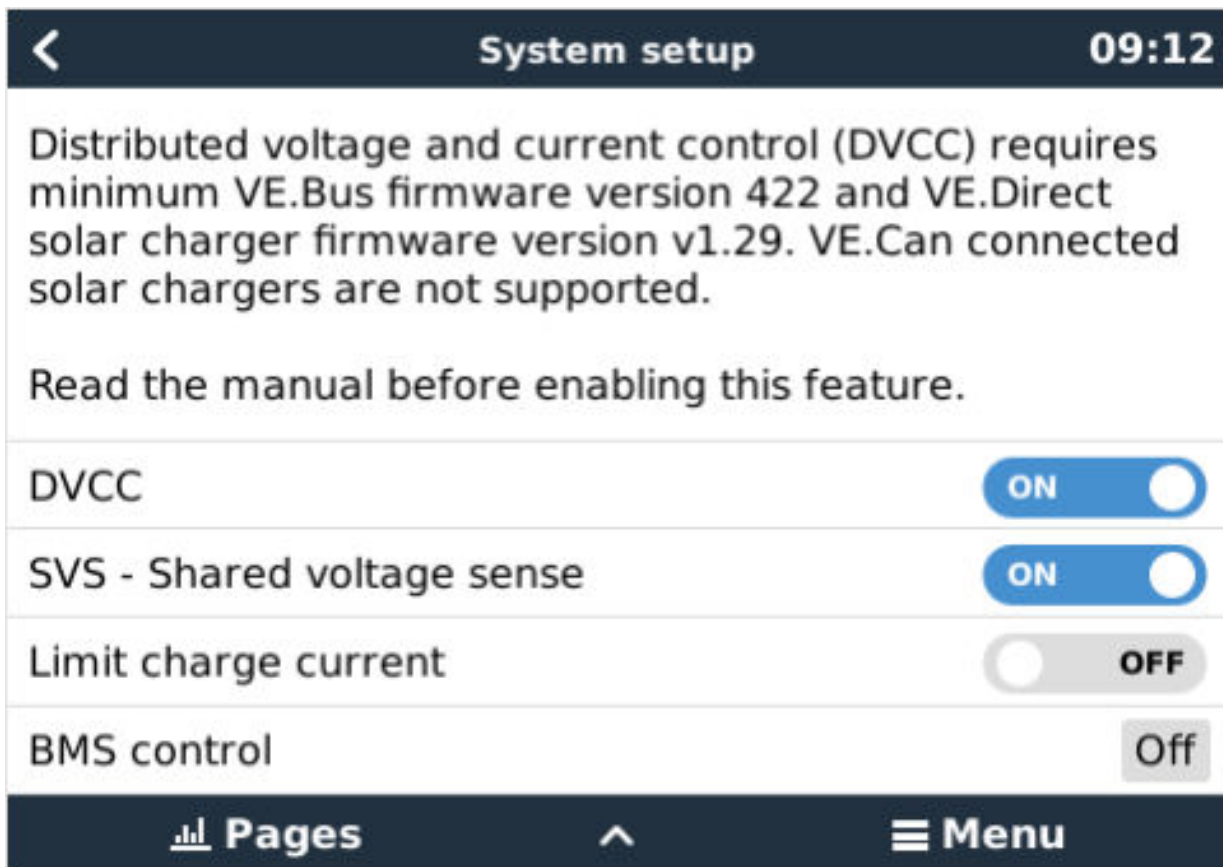 System setup 09:12
Distributed voltage and current control (DVCC) requires
minimum VE.Bus firmware version 422 and VE.Direct
solar charger firmware version v1.29. VE.Can connected
solar chargers are not supported.
Read the manual before enabling this feature.
DVCC ON
SVS - Shared voltage sense ON
Limit charge current OFF
BMS control Off
Pages Menu